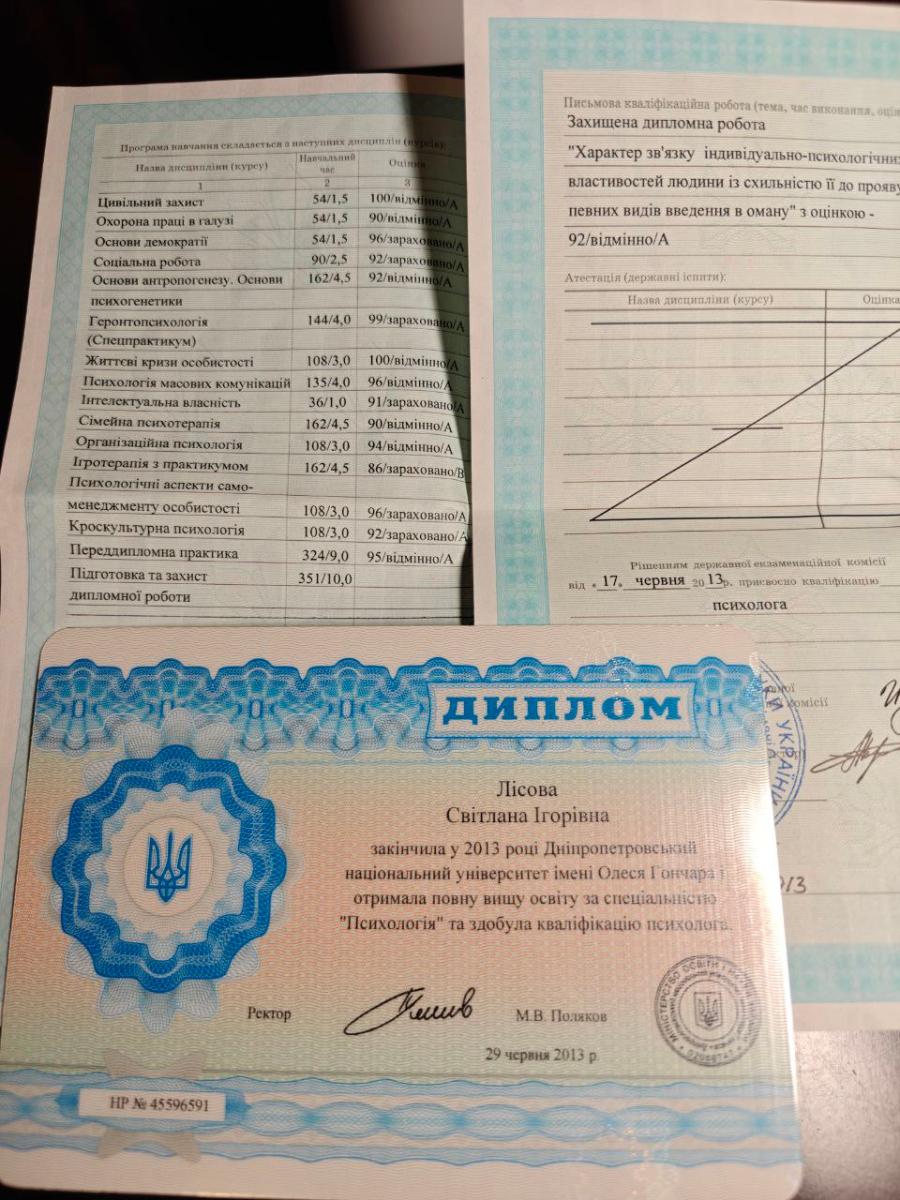 Програма навчання складається з наступних дисциплін (курсів):
Назва дисципліни (курсу) Навчальний час Оцінка
1 2 3
Цивільний захист 54/1,5 100/відмінно/A
Охорона праці в галузі 54/1,5 90/відмінно/A
Основи демократії 54/1,5 96/зараховано/A
Соціальна робота 90/2,5 92/зараховано/A
Основи антропогенезу. Основи 162/4,5 92/відмінно/A
психогенетики
Геронтопсихологія 144/4,0 99/зараховано/A
(Спецпрактикум)
Життєві кризи особистості 108/3,0 100/відмінно/A
Психологія масових комунікацій 135/4,0 96/відмінно/A
Інтелектуальна власність 36/1,0 91/зараховано/A
Сімейна психотерапія 162/4,5 90/відмінно/A
Організаційна психологія 108/3,0 94/відмінно/A
Ігротерапія з практикумом 162/4,5 86/зараховано/B
Психологічні аспекти само-
менеджменту особистості 108/3,0 96/зараховано/A
Кроскультурна психологія 108/3,0 92/зараховано/A
Переддипломна практика 324/9,0 95/відмінно/A
Підготовка та захист 351/10,0
дипломної роботи
Письмова кваліфікаційна робота (тема, час виконання, оцін
Захищена дипломна робота
"Характер зв'язку індивідуально-психологічних
властивостей людини із схильністю її до прояву
певних видів введення в оману" з оцінкою -
92/відмінно/A
Атестація (державні іспити):
Назва дисципліни (курсу) Оцінка
Рішенням державної екзаменаційної комісії
від « 17 » червня 20 13 р. присвоєно кваліфікацію
психолога
комісії
УКРАЇНИ
ДИПЛОМ
Лісова
Світлана Ігорівна
закінчила у 2013 році Дніпропетровський
національний університет імені Олеся Гончара і
отримала повну вищу освіту за спеціальністю
"Психологія" та здобула кваліфікацію психолога.
Ректор М.В. Поляков
29 червня 2013 р.
МІНІСТЕРСТВО ОСВІТИ І НАУКИ
НР № 45596591